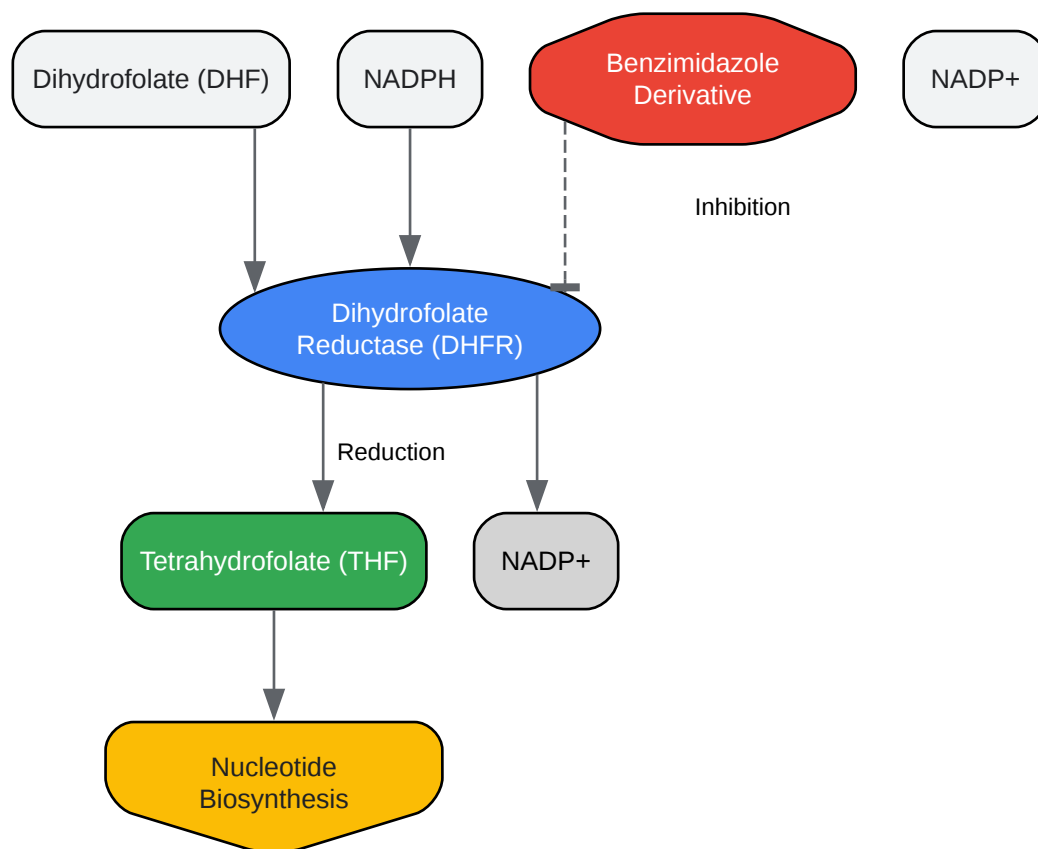 Dihydrofolate (DHF)
NADPH
Benzimidazole
Derivative
NADP+
Inhibition
Dihydrofolate
Reductase (DHFR)
Reduction
Tetrahydrofolate (THF)
NADP+
Nucleotide
Biosynthesis